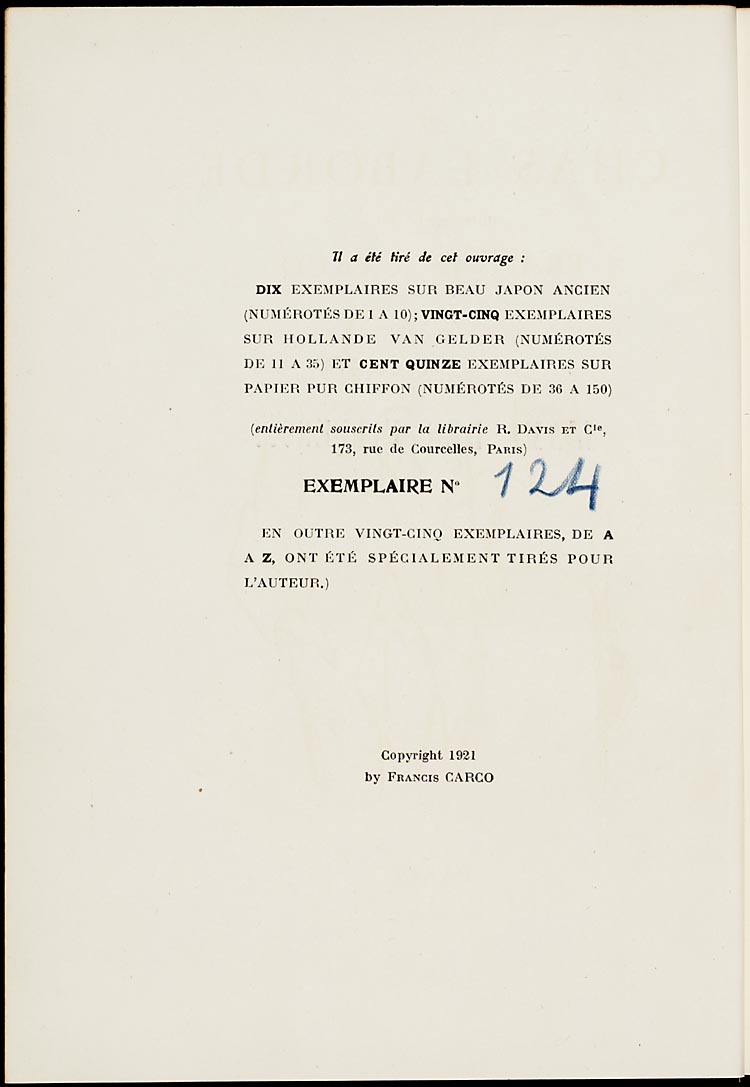 Il a été tiré de cet ouvrage :
DIX EXEMPLAIRES SUR BEAU JAPON ANCIEN
(NUMÉROTÉS DE 1 A 10); VINGT-CINQ EXEMPLAIRES
SUR HOLLANDE VAN GELDER (NUMÉROTÉS
DE 11 A 35) ET CENT QUINZE EXEMPLAIRES SUR
PAPIER PUR CHIFFON (NUMÉROTÉS DE 36 A 150)
(entièrement souscrits par la librairie R. DAVIS ET Cie,
173, rue de Courcelles, PARIS)
EXEMPLAIRE N° 124
EN OUTRE VINGT-CINQ EXEMPLAIRES, DE A
A Z, ONT ÉTÉ SPÉCIALEMENT TIRÉS POUR
L'AUTEUR.)
Copyright 1921
by FRANCIS CARCO